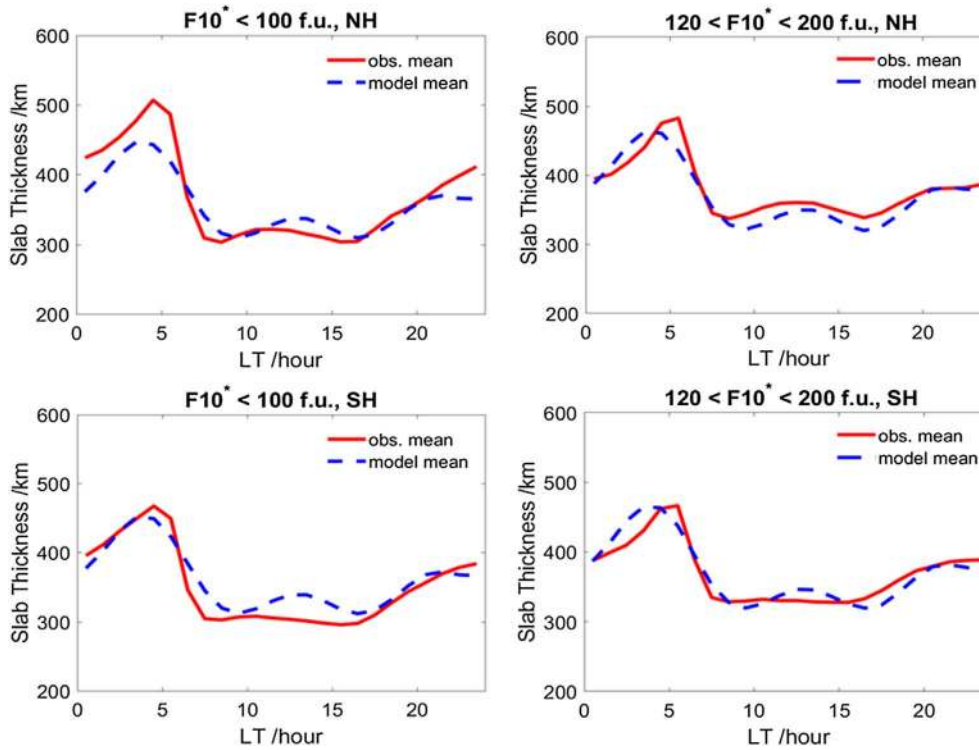 F10* < 100 f.u., NH
600
500
400
300
200
Slab Thickness /km
obs. mean
model mean
0
5
10
15
20
LT /hour
120 < F10* < 200 f.u., NH
600
500
400
300
200
Slab Thickness /km
obs. mean
model mean
0
5
10
15
20
LT /hour
F10* < 100 f.u., SH
600
500
400
300
200
Slab Thickness /km
obs. mean
model mean
0
5
10
15
20
LT /hour
120 < F10* < 200 f.u., SH
600
500
400
300
200
Slab Thickness /km
obs. mean
model mean
0
5
10
15
20
LT /hour